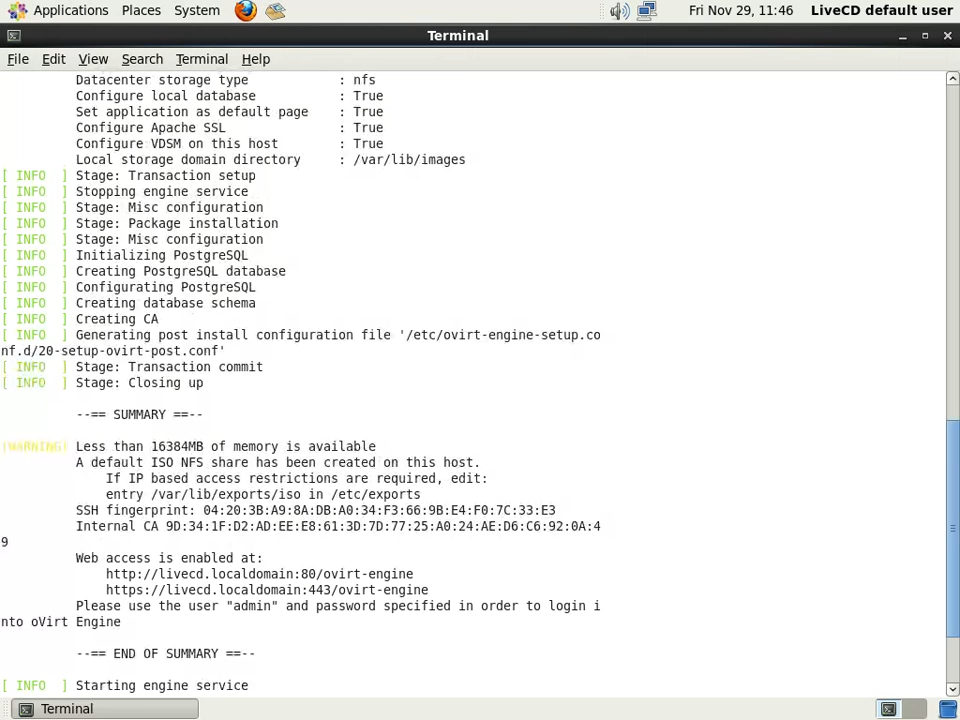 Applications Places System Fri Nov 29, 11:46 LiveCD default user
Terminal
File Edit View Search Terminal Help
Datacenter storage type : nfs
Configure local database : True
Set application as default page : True
Configure Apache SSL : True
Configure VDSM on this host : True
Local storage domain directory : /var/lib/images
[ INFO ] Stage: Transaction setup
[ INFO ] Stopping engine service
[ INFO ] Stage: Misc configuration
[ INFO ] Stage: Package installation
[ INFO ] Stage: Misc configuration
[ INFO ] Initializing PostgreSQL
[ INFO ] Creating PostgreSQL database
[ INFO ] Configurating PostgreSQL
[ INFO ] Creating database schema
[ INFO ] Creating CA
[ INFO ] Generating post install configuration file '/etc/ovirt-engine-setup.co
nf.d/20-setup-ovirt-post.conf'
[ INFO ] Stage: Transaction commit
[ INFO ] Stage: Closing up
--== SUMMARY ==--
[WARNING] Less than 16384MB of memory is available
A default ISO NFS share has been created on this host.
If IP based access restrictions are required, edit:
entry /var/lib/exports/iso in /etc/exports
SSH fingerprint: 04:20:3B:A9:8A:DB:A0:34:F3:66:9B:E4:F0:7C:33:E3
Internal CA 9D:34:1F:D2:AD:EE:E8:61:3D:7D:77:25:A0:24:AE:D6:C6:92:0A:4
9
Web access is enabled at:
http://livecd.localdomain:80/ovirt-engine
https://livecd.localdomain:443/ovirt-engine
Please use the user "admin" and password specified in order to login i
nto oVirt Engine
--== END OF SUMMARY ==--
[ INFO ] Starting engine service
Terminal